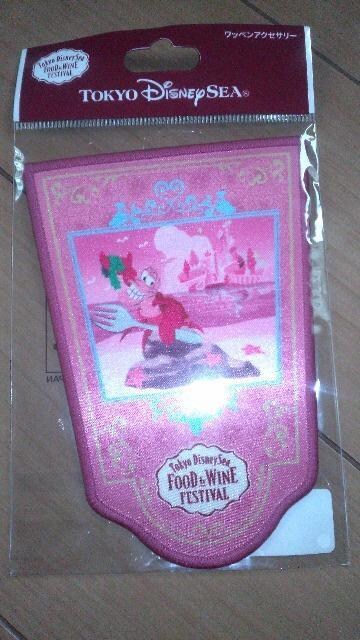 ワッペンアクセサリー
Tokyo DisneySea
FOOD & WINE
FESTIVAL
TOKYO DISNEYSEA®
Tokyo DisneySea
FOOD & WINE
FESTIVAL